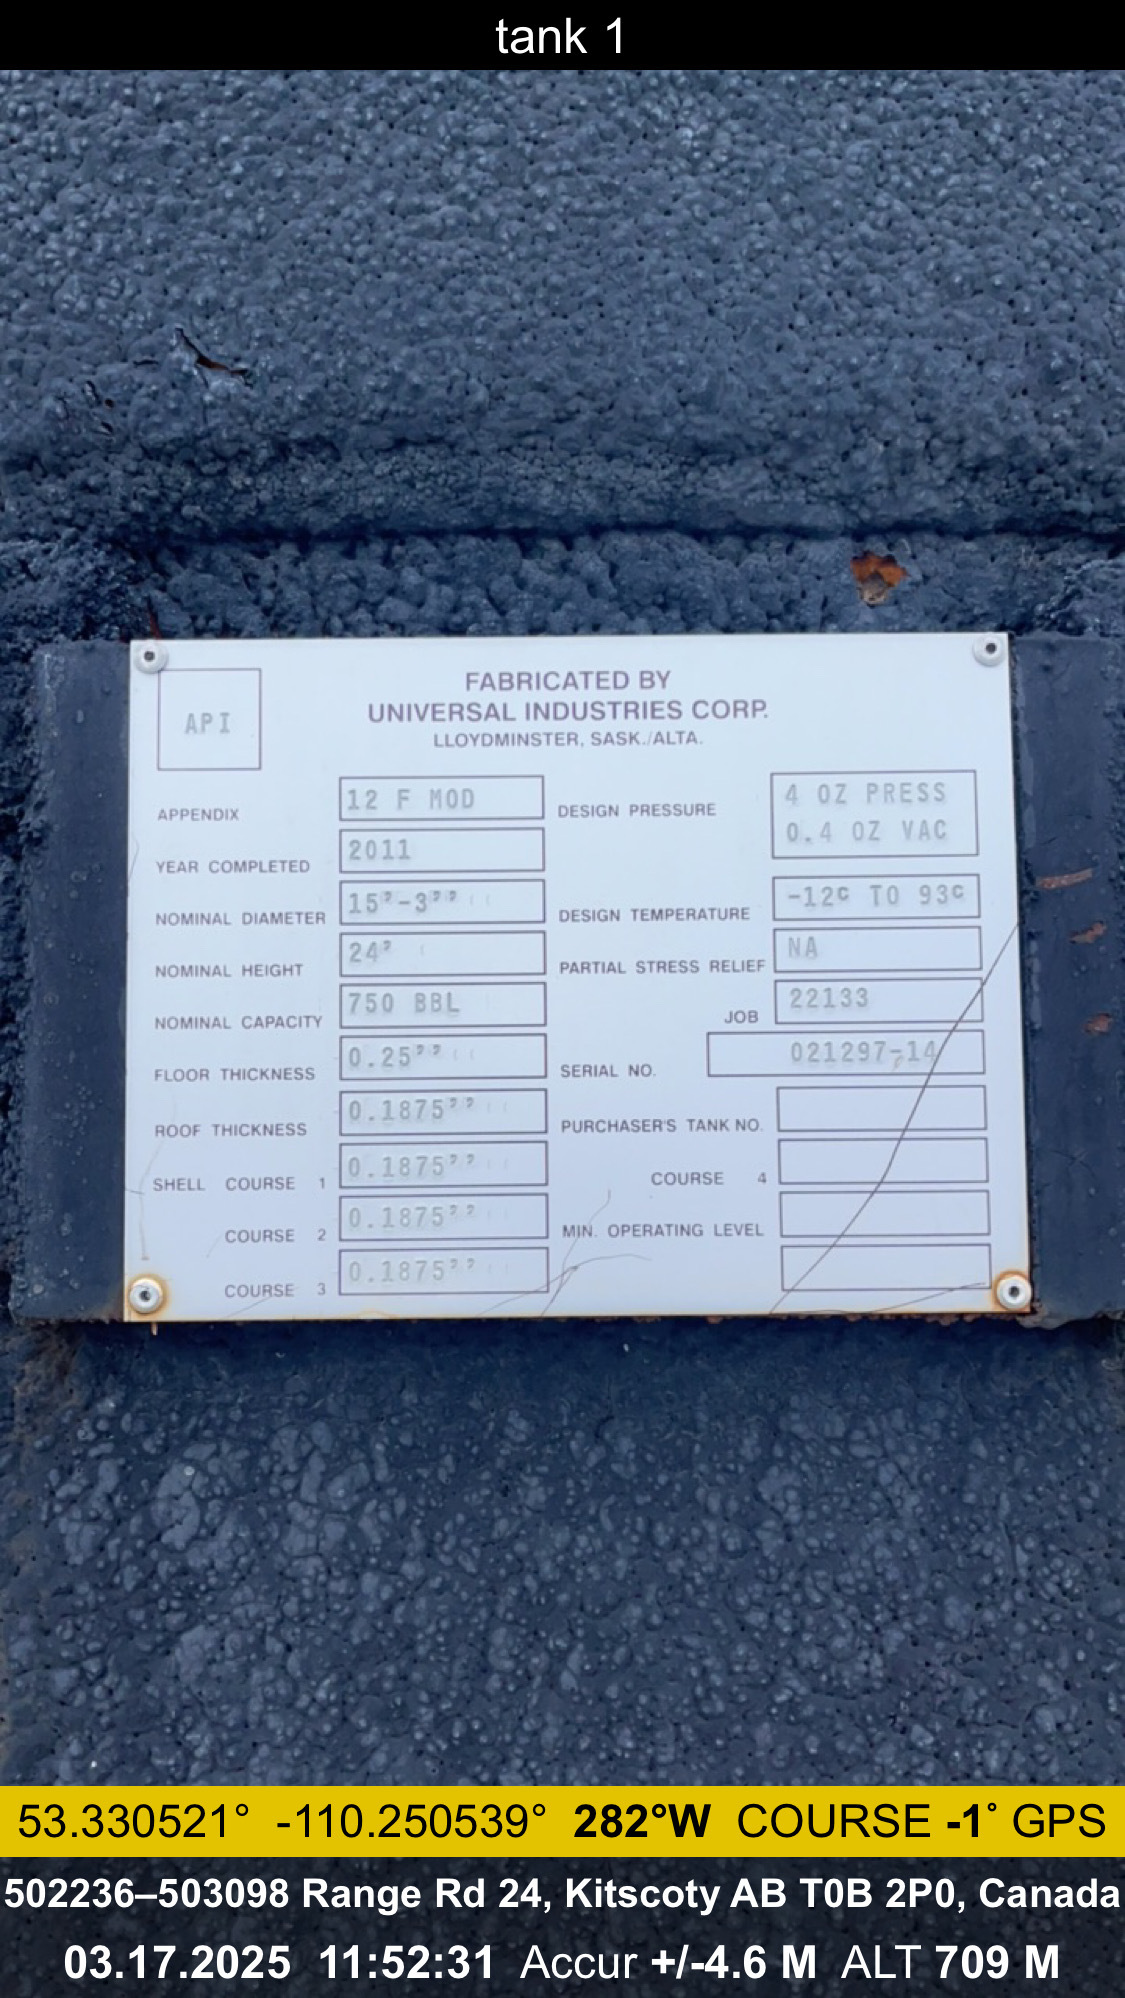 tank 1
API
FABRICATED BY
UNIVERSAL INDUSTRIES CORP.
LLOYDMINSTER, SASK./ALTA.
APPENDIX 12 F MOD
YEAR COMPLETED 2011
NOMINAL DIAMETER 15'-3''
NOMINAL HEIGHT 24'
NOMINAL CAPACITY 750 BBL
FLOOR THICKNESS 0.25''
ROOF THICKNESS 0.1875''
SHELL COURSE 1 0.1875''
COURSE 2 0.1875''
COURSE 3 0.1875''
DESIGN PRESSURE 4 OZ PRESS
0.4 OZ VAC
DESIGN TEMPERATURE -12c TO 93c
PARTIAL STRESS RELIEF NA
JOB 22133
SERIAL NO. 021297-14
PURCHASER'S TANK NO.
COURSE 4
MIN. OPERATING LEVEL
53.330521° -110.250539° 282°W COURSE -1° GPS
502236–503098 Range Rd 24, Kitscoty AB T0B 2P0, Canada
03.17.2025 11:52:31 Accur +/-4.6 M ALT 709 M